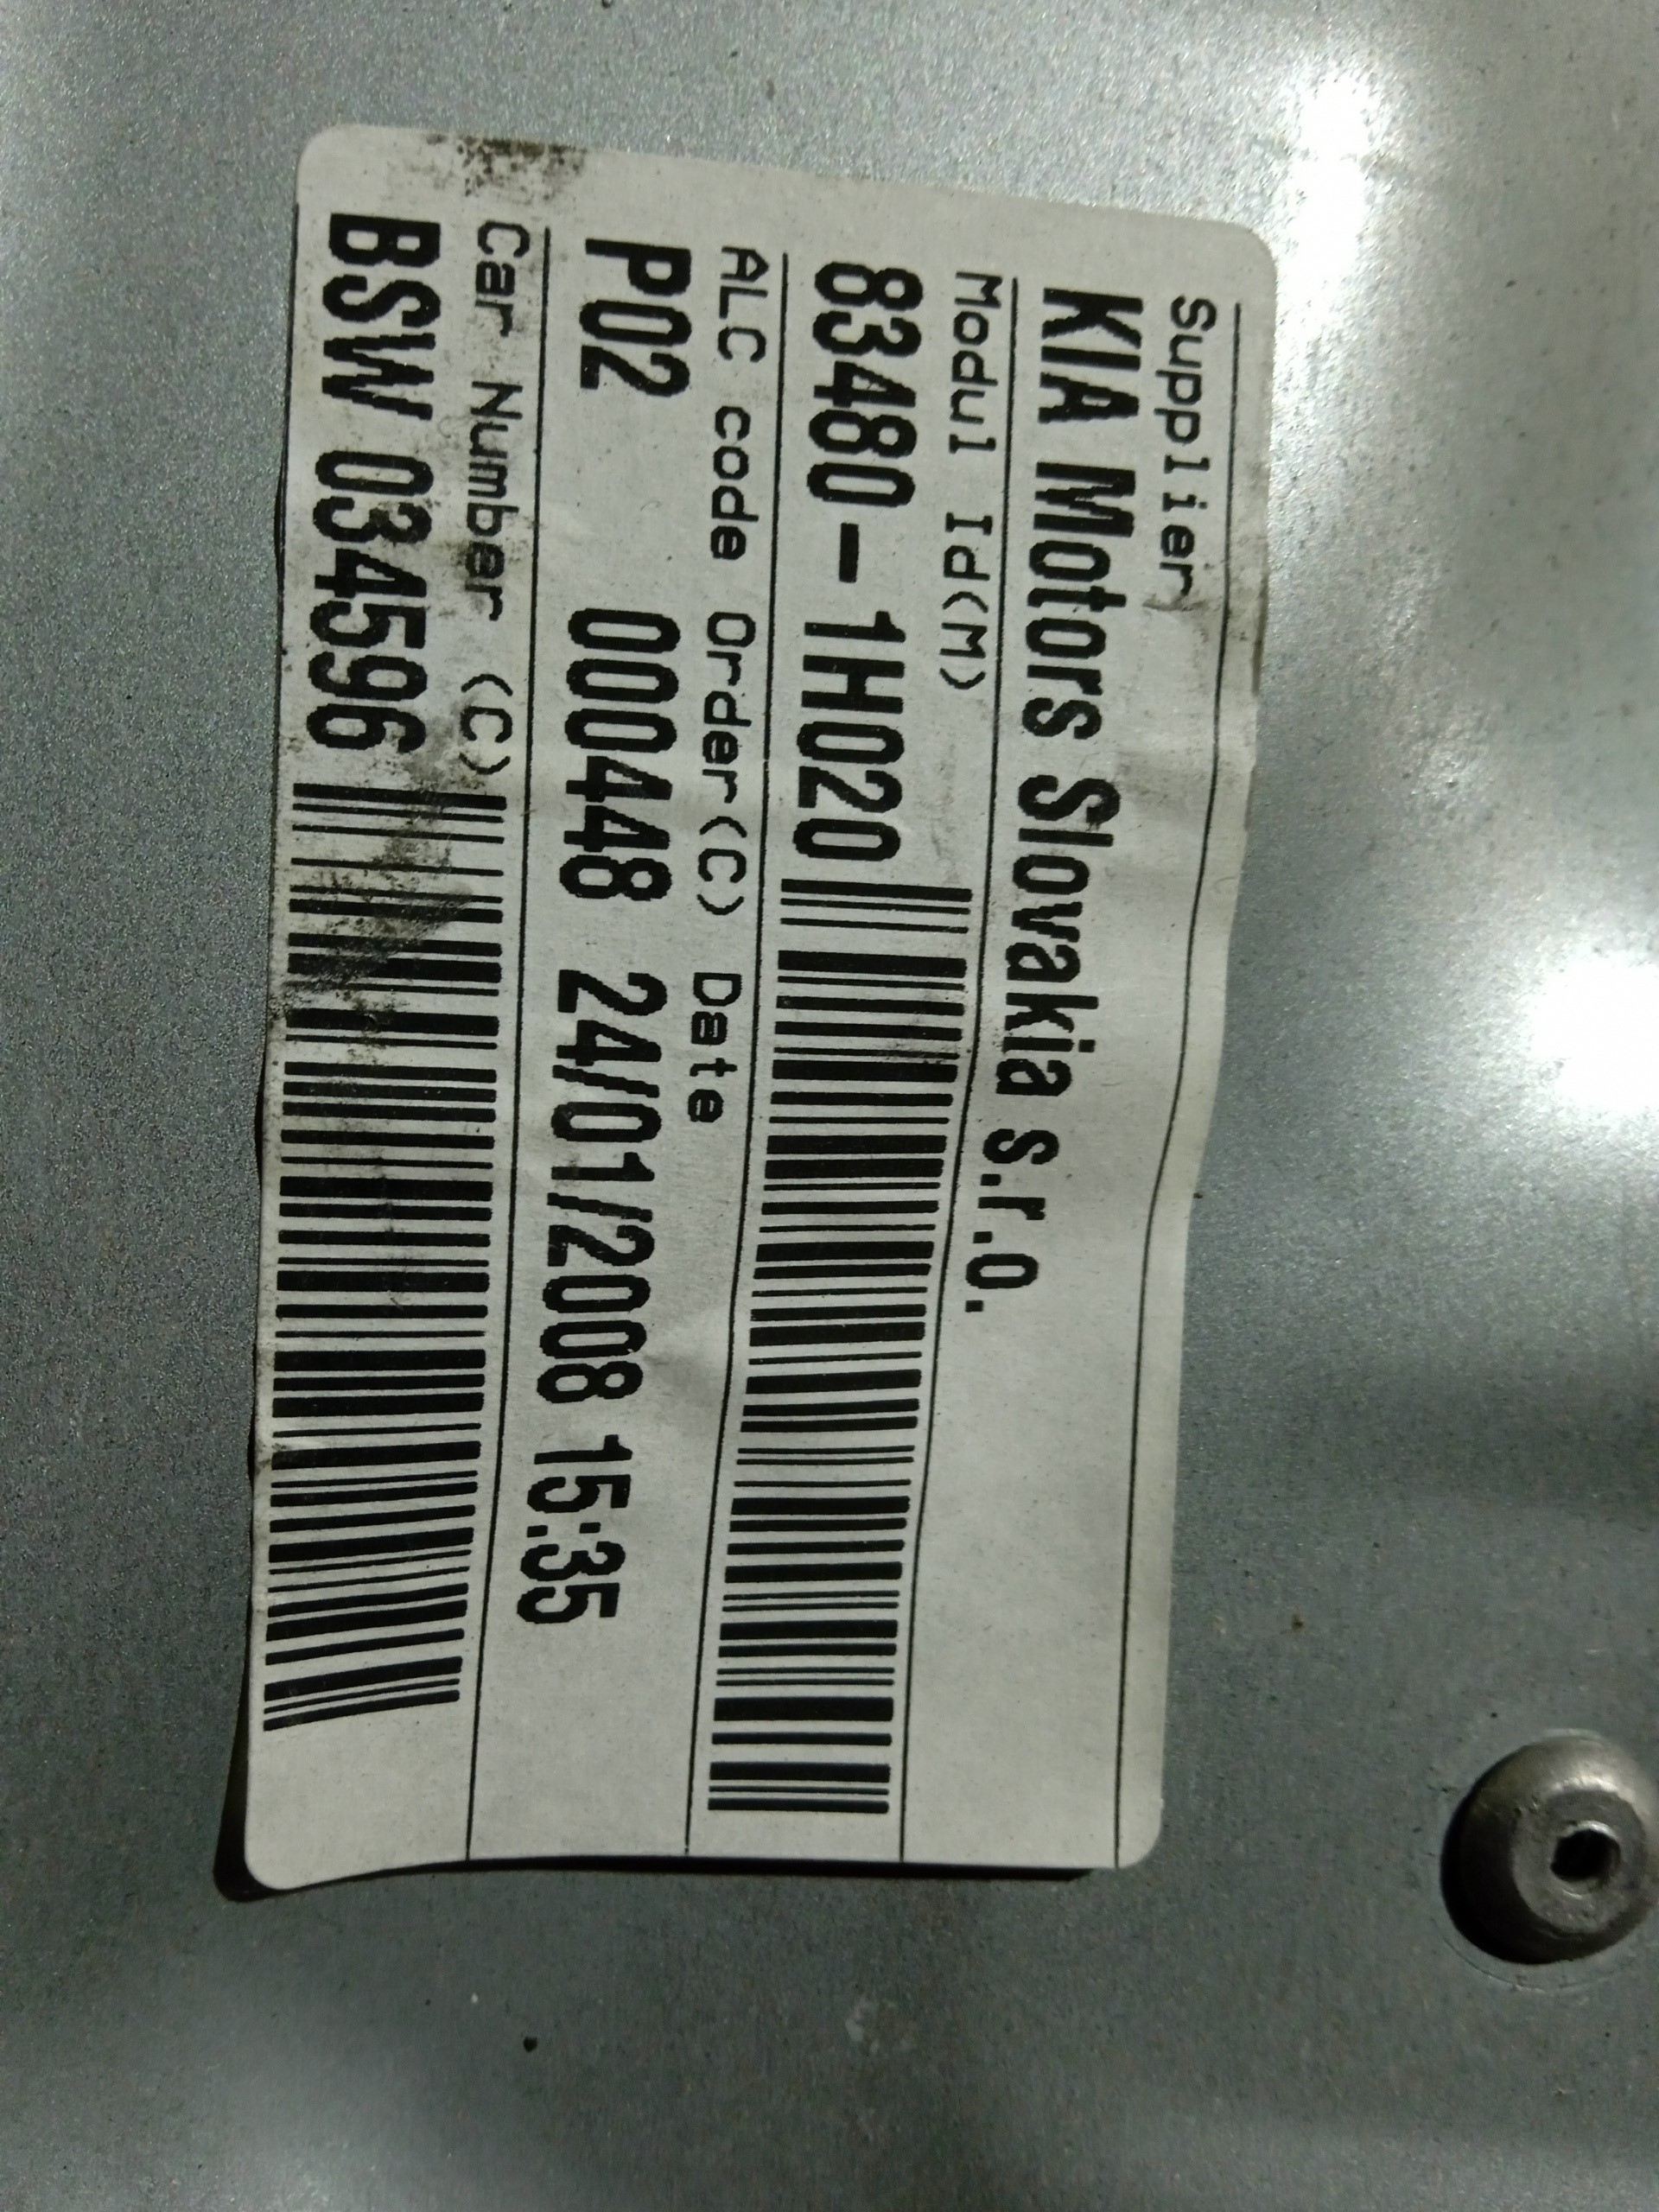 Supplier
KIA Motors Slovakia s.r.o.
Modul Id(M)
83480-1H020
ALC code Order(C) Date
P02 000448 24/01/2008 15:35
Car Number (C)
BSW 034596